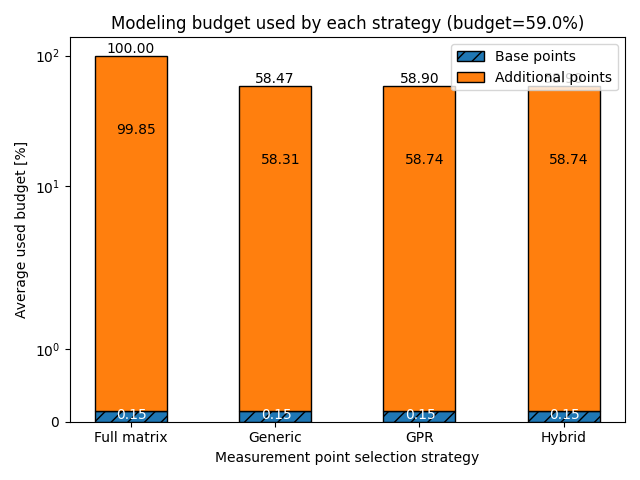 Modeling budget used by each strategy (budget=59.0%)
Base points
Additional points
100.00
58.47
58.90
99.85
58.31
58.74
58.74
0.15
0.15
0.15
0.15
10²
10¹
10⁰
0
Average used budget [%]
Full matrix
Generic
GPR
Hybrid
Measurement point selection strategy